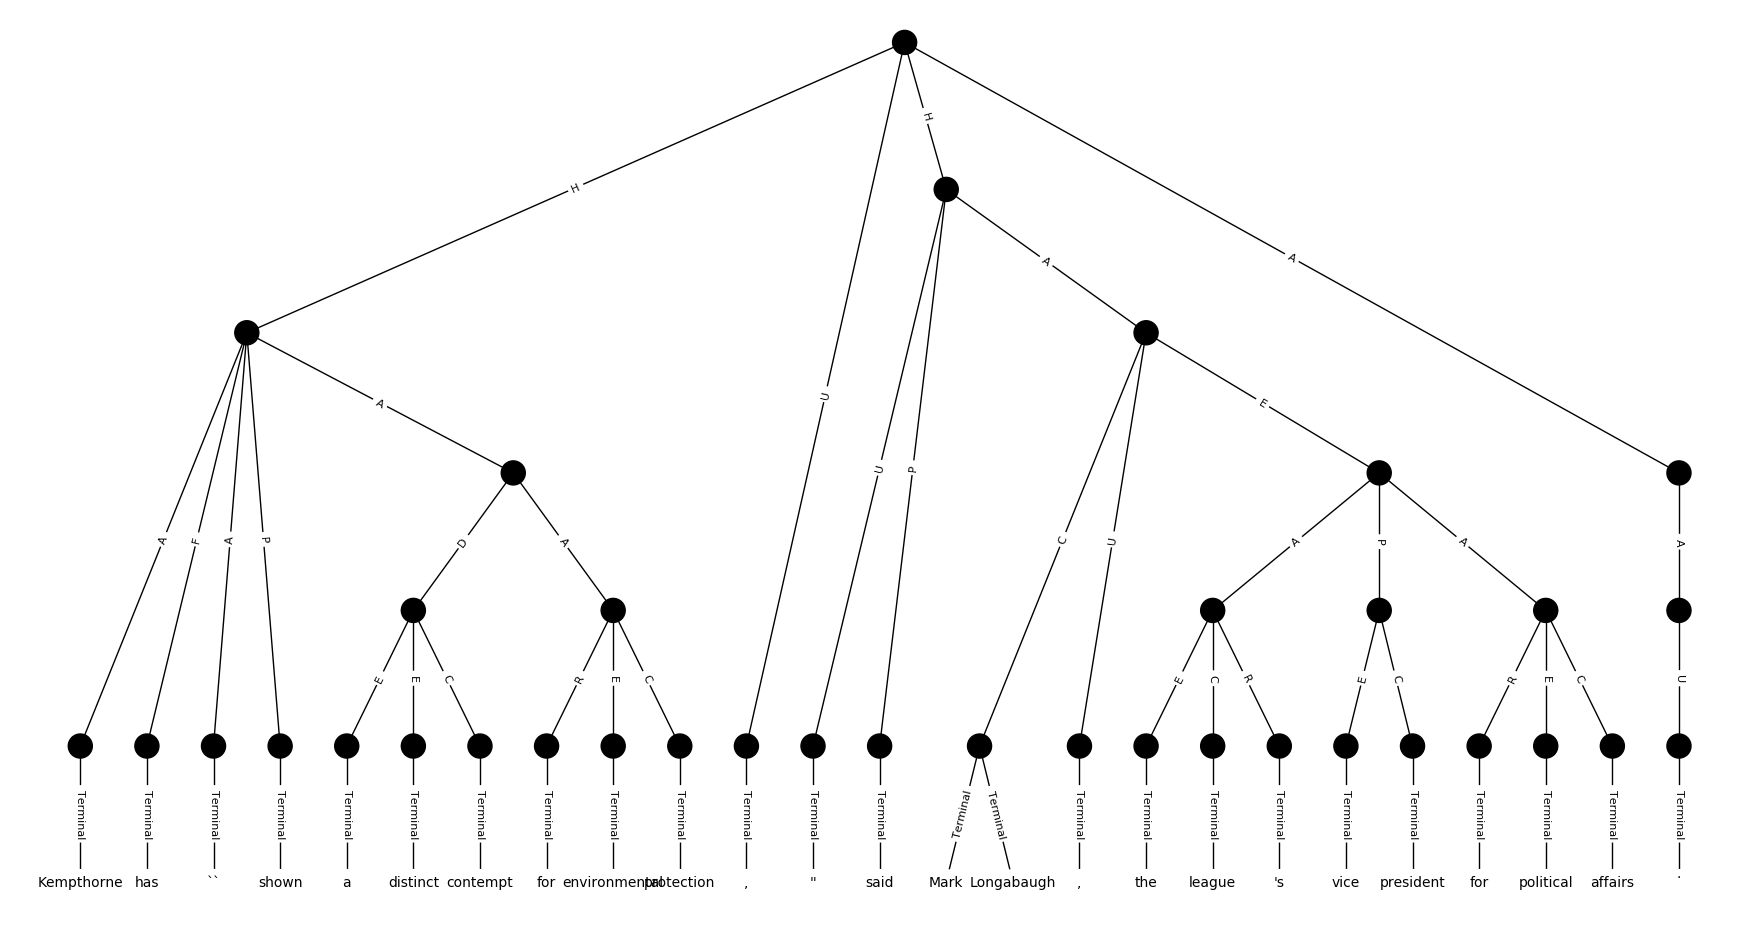 H
H
A
A
A
E
U
A
U
P
A
F
A
P
D
A
C
U
A
P
A
A
E
E
C
R
E
C
E
C
R
E
C
R
E
C
U
Terminal Terminal Terminal Terminal Terminal Terminal Terminal Terminal Terminal Terminal Terminal Terminal Terminal Terminal Terminal Terminal Terminal Terminal Terminal Terminal Terminal Terminal Terminal Terminal Terminal
Kempthorne has `` shown a distinct contempt for environmental protection , " said Mark Longabaugh , the league 's vice president for political affairs .